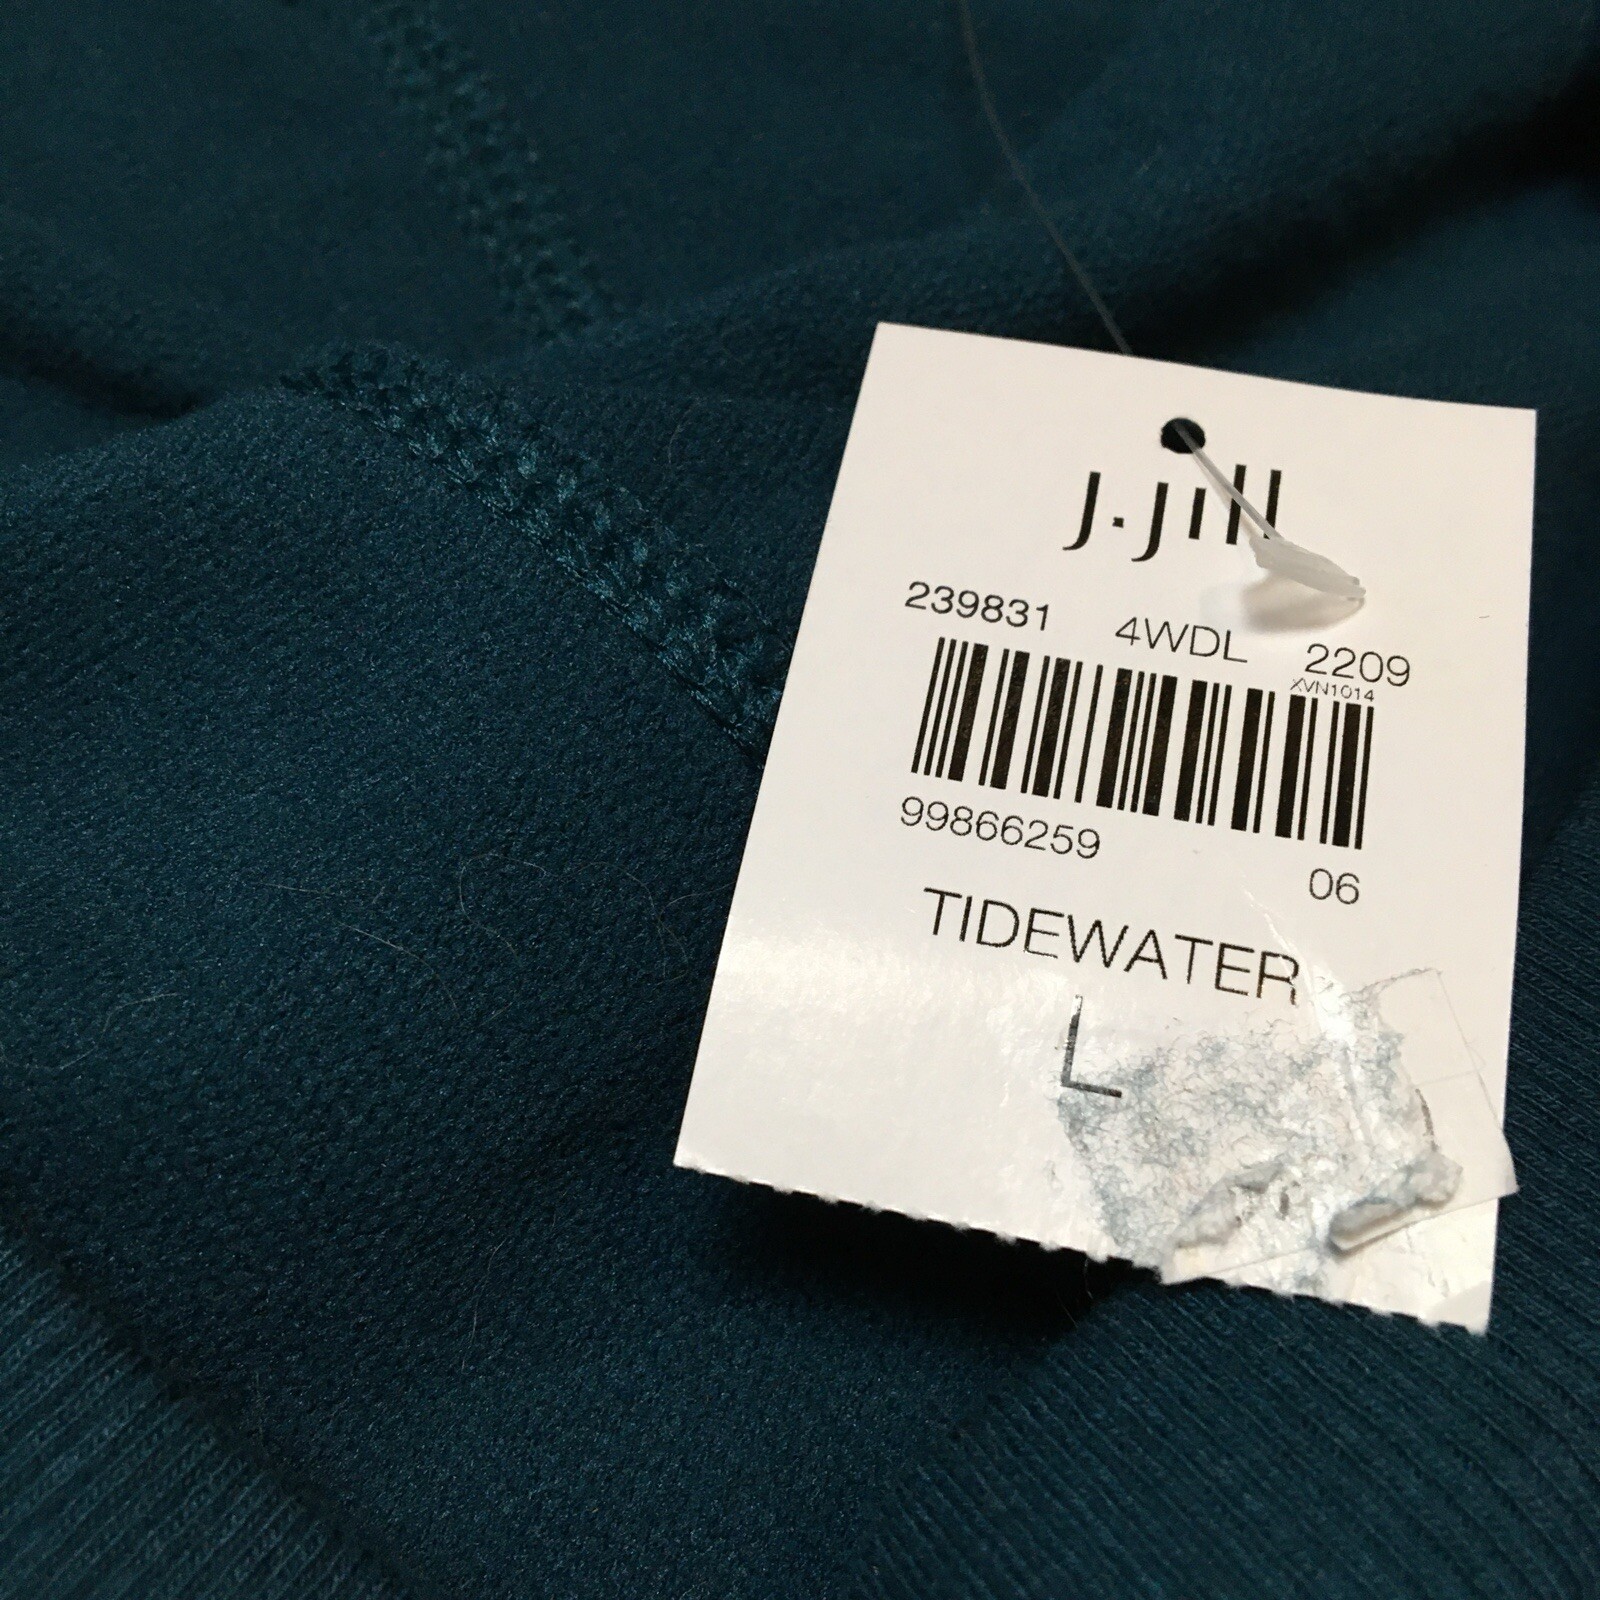 J.Jill
239831 4WDL 2209
XVN1014
99866259
06
TIDEWATER
L